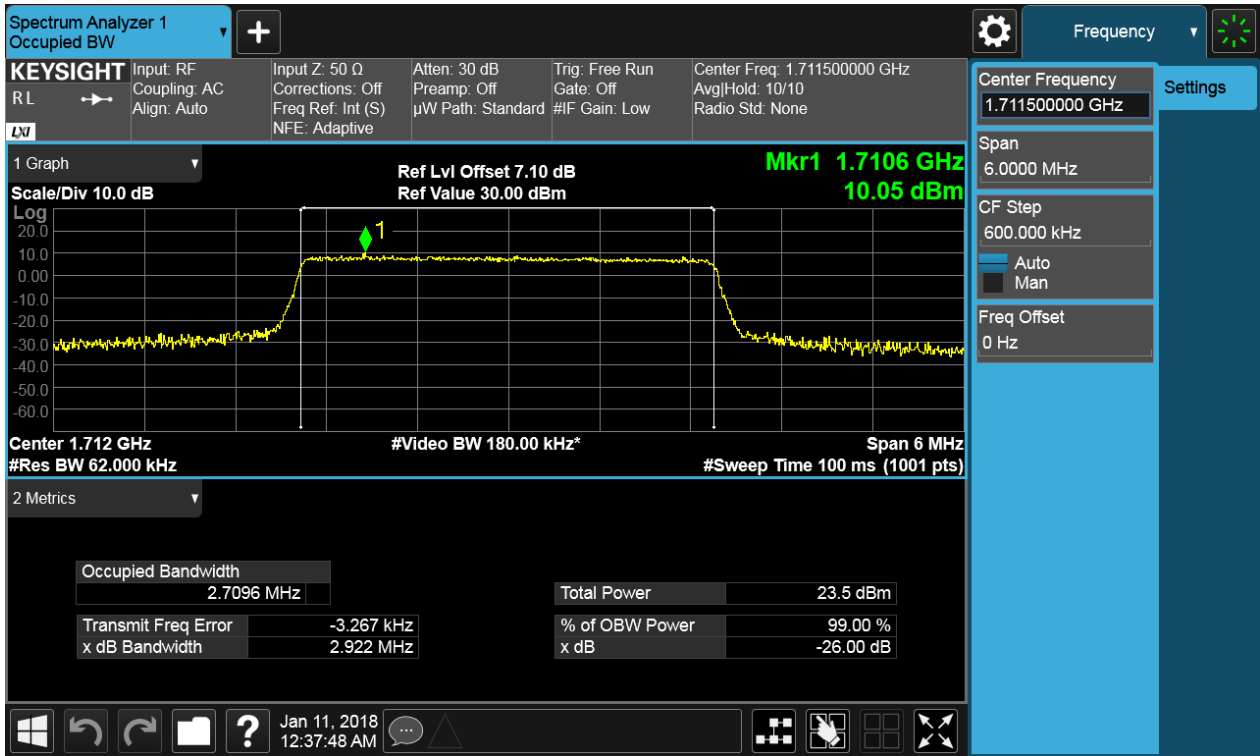 Spectrum Analyzer 1
Occupied BW
+
Frequency
KEYSIGHT
RL
LXI
Input: RF
Coupling: AC
Align: Auto
Input Z: 50 Ω
Corrections: Off
Freq Ref: Int (S)
NFE: Adaptive
Atten: 30 dB
Preamp: Off
µW Path: Standard
Trig: Free Run
Gate: Off
#IF Gain: Low
Center Freq: 1.711500000 GHz
Avg|Hold: 10/10
Radio Std: None
Center Frequency
1.711500000 GHz
Settings
Span
6.0000 MHz
CF Step
600.000 kHz
Auto
Man
Freq Offset
0 Hz
1 Graph
Scale/Div 10.0 dB
Ref Lvl Offset 7.10 dB
Ref Value 30.00 dBm
Mkr1 1.7106 GHz
10.05 dBm
Log
20.0
10.0
0.00
-10.0
-20.0
-30.0
-40.0
-50.0
-60.0
1
Center 1.712 GHz
#Video BW 180.00 kHz*
Span 6 MHz
#Res BW 62.000 kHz
#Sweep Time 100 ms (1001 pts)
2 Metrics
Occupied Bandwidth
2.7096 MHz
Total Power 23.5 dBm
Transmit Freq Error -3.267 kHz
% of OBW Power 99.00 %
x dB Bandwidth 2.922 MHz
x dB -26.00 dB
?
Jan 11, 2018
12:37:48 AM